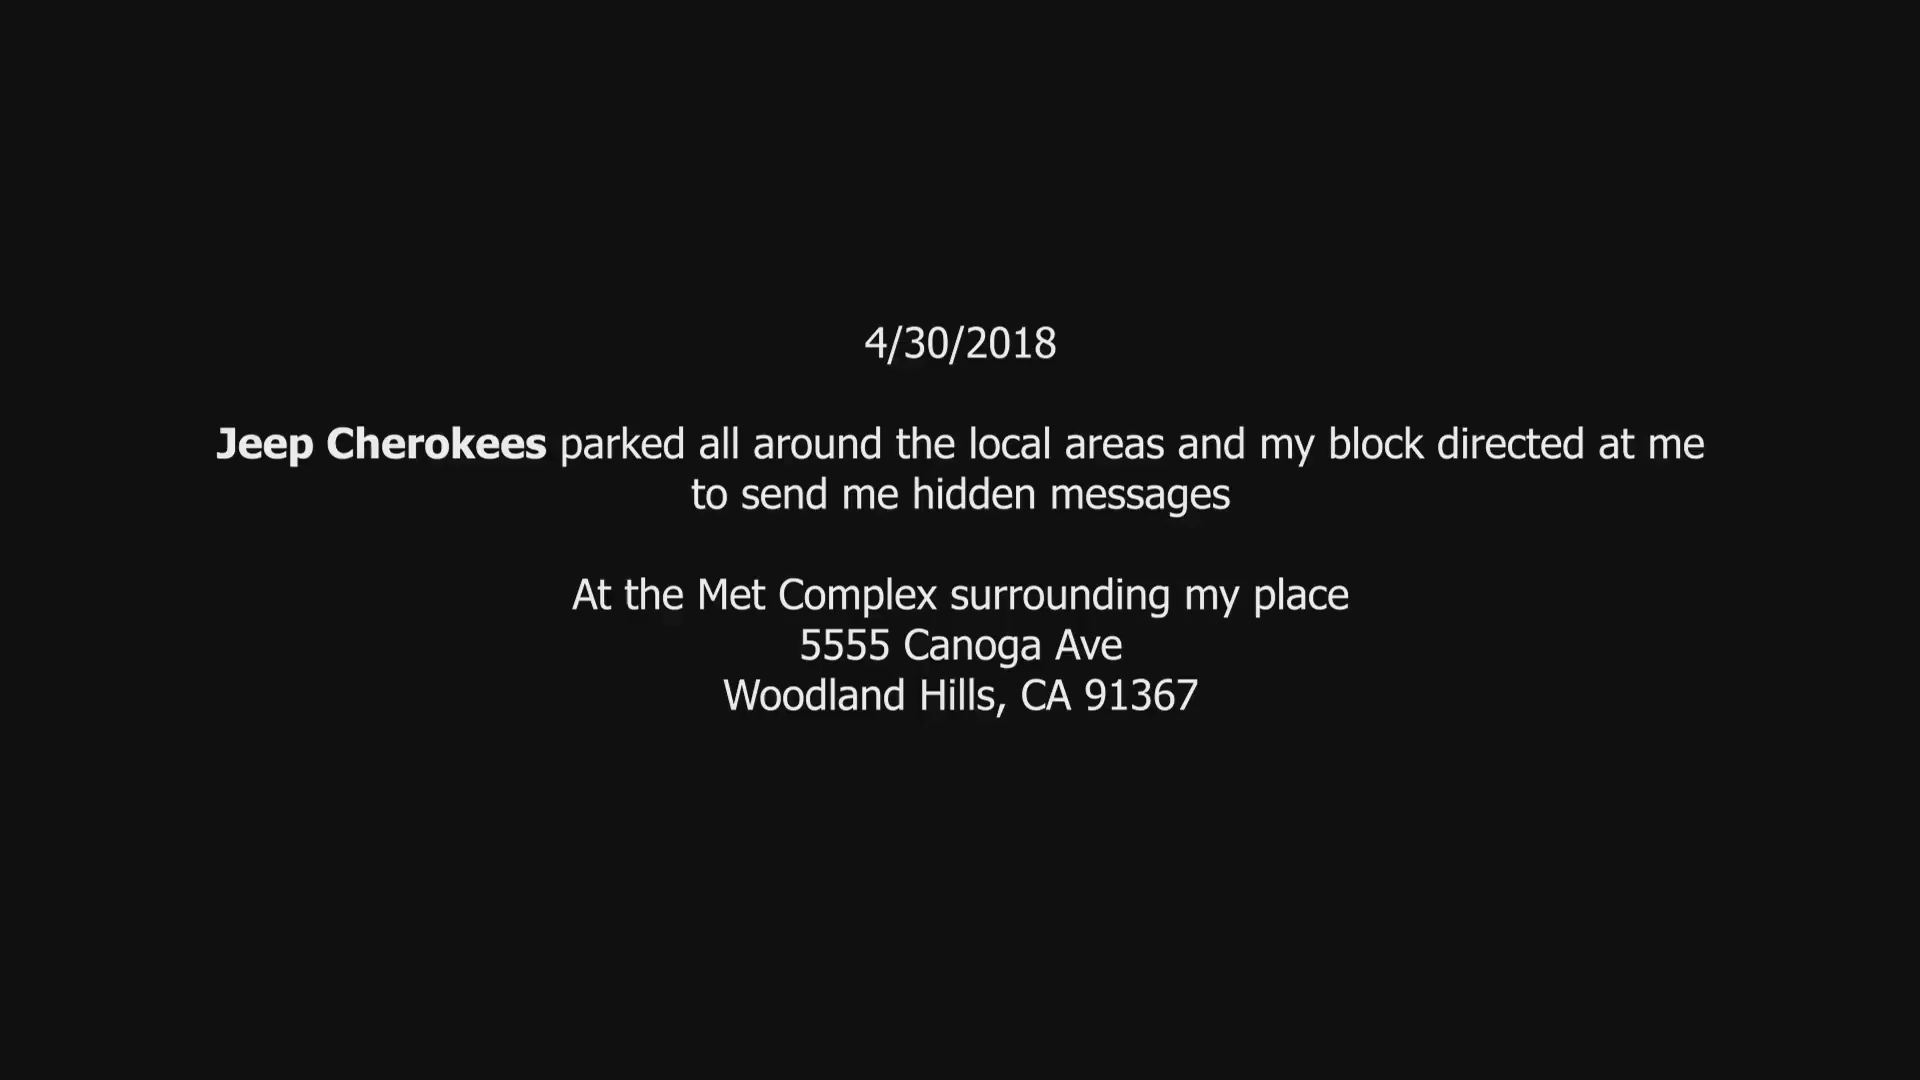 4/30/2018
Jeep Cherokees parked all around the local areas and my block directed at me
to send me hidden messages
At the Met Complex surrounding my place
5555 Canoga Ave
Woodland Hills, CA 91367